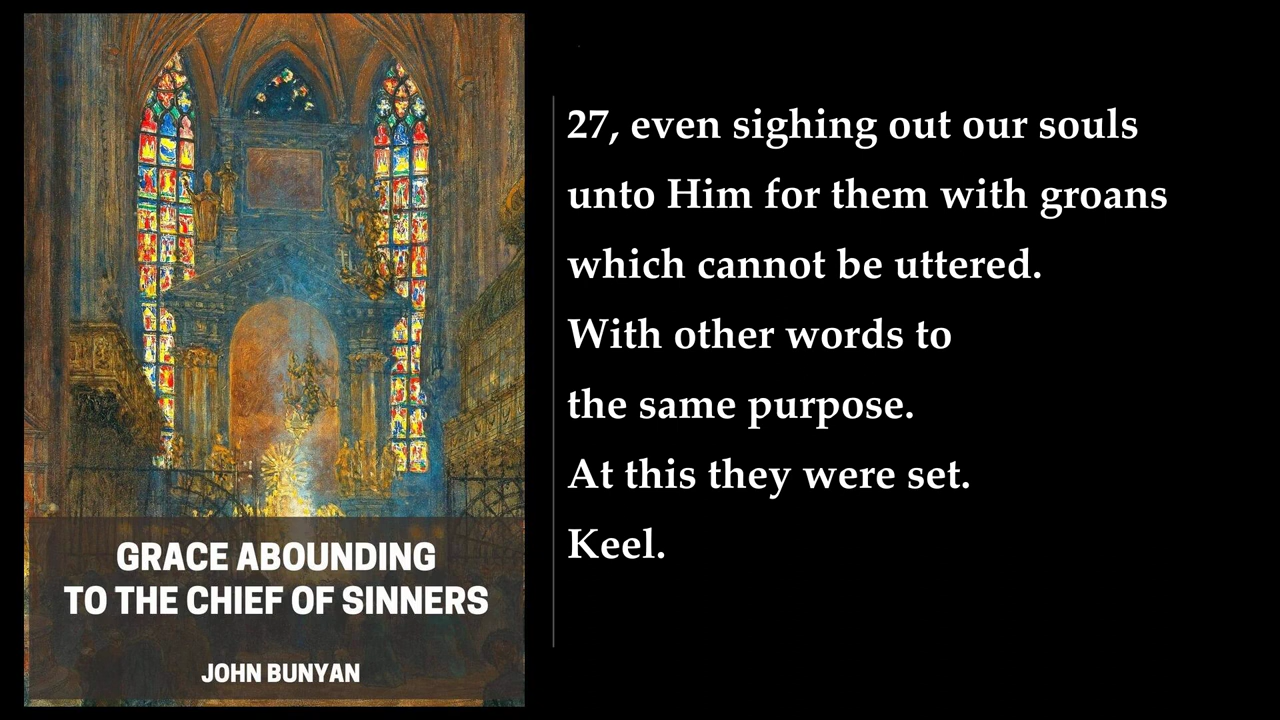 GRACE ABOUNDING
TO THE CHIEF OF SINNERS
JOHN BUNYAN
27, even sighing out our souls
unto Him for them with groans
which cannot be uttered.
With other words to
the same purpose.
At this they were set.
Keel.